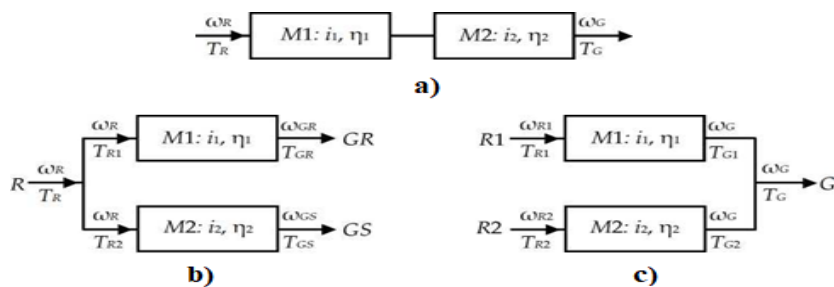 ωR ωG
TR M1: i1, η1 M2: i2, η2 TG
a)
ωR ωGR
M1: i1, η1 GR
TR1 TGR
R ωR
TR
ωR ωGS
M2: i2, η2 GS
TR2 TGS
b)
ωR1 ωG
R1 M1: i1, η1
TR1 TG1
ωG G
TG
ωR2 ωG
R2 M2: i2, η2
TR2 TG2
c)